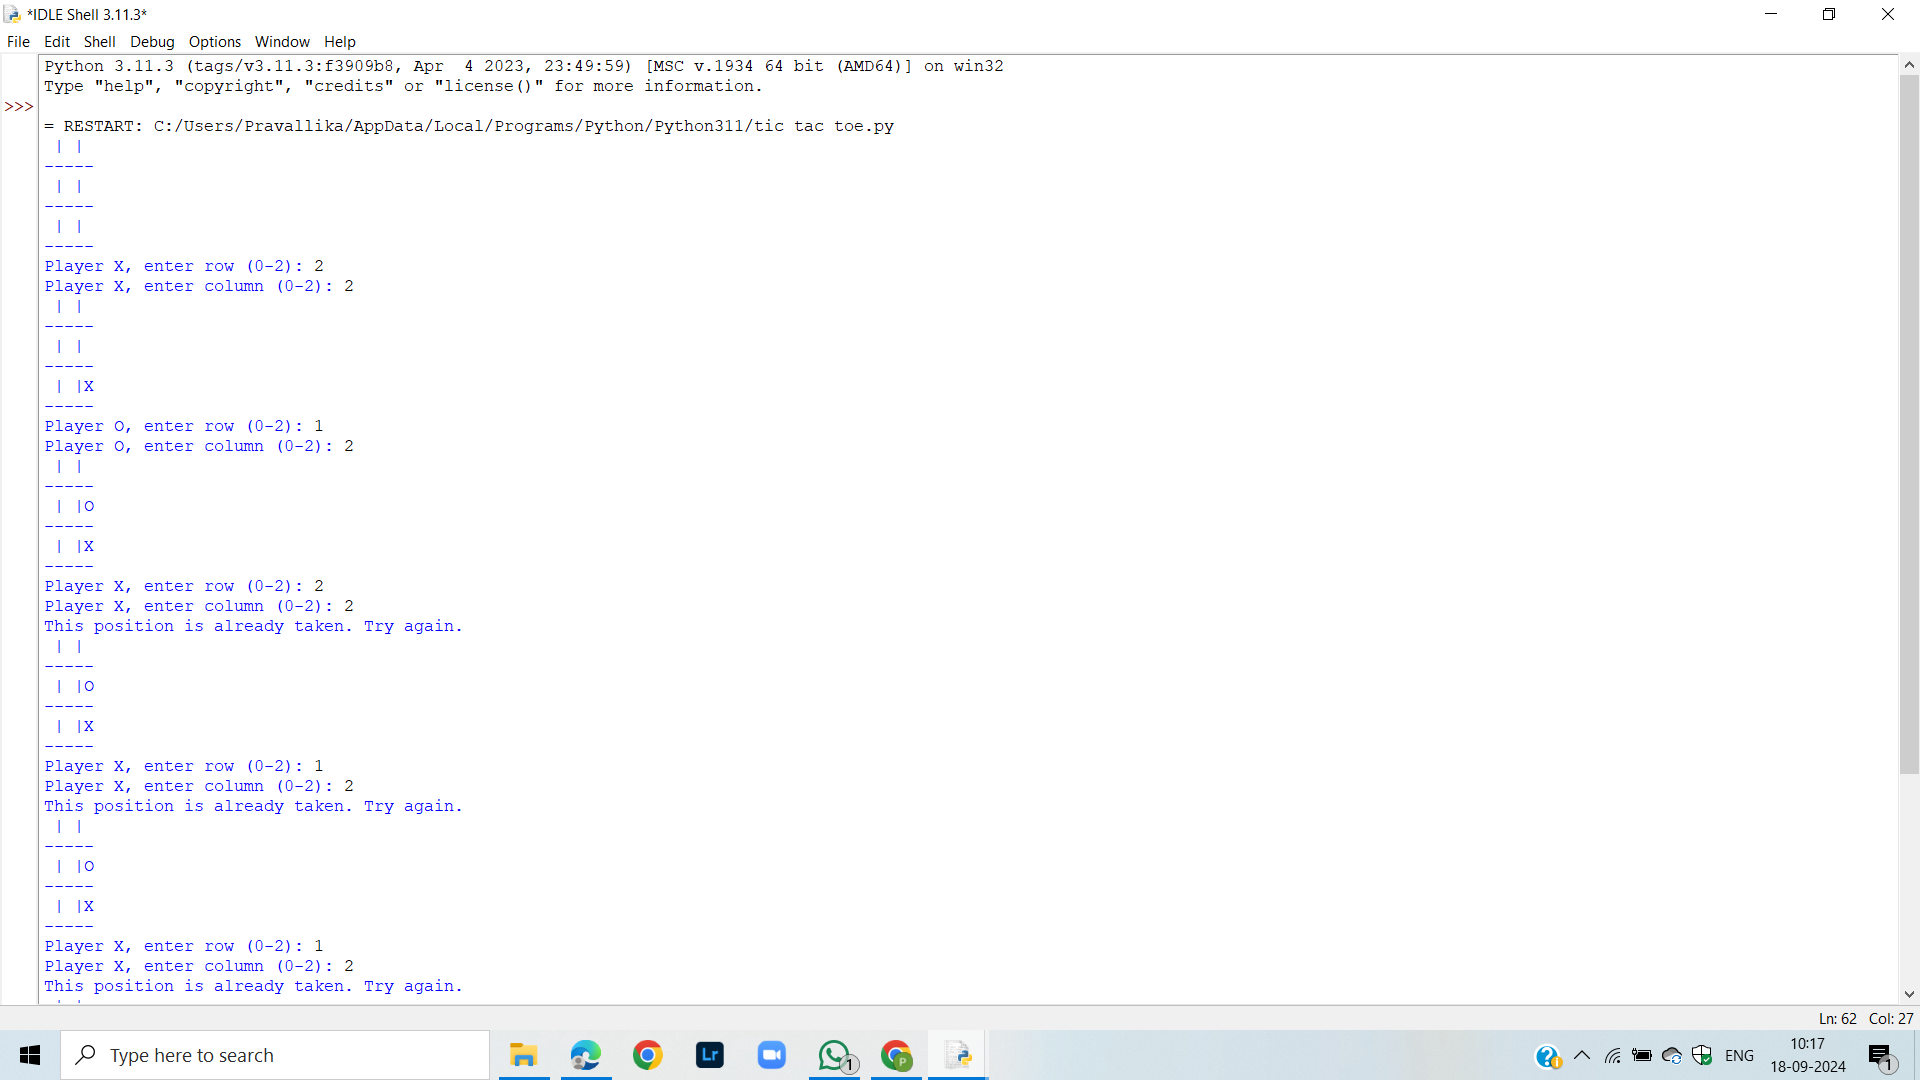 *IDLE Shell 3.11.3*
File Edit Shell Debug Options Window Help
Python 3.11.3 (tags/v3.11.3:f3909b8, Apr  4 2023, 23:49:59) [MSC v.1934 64 bit (AMD64)] on win32
Type "help", "copyright", "credits" or "license()" for more information.
>>>
= RESTART: C:/Users/Pravallika/AppData/Local/Programs/Python/Python311/tic tac toe.py
 | |
-----
 | |
-----
 | |
-----
Player X, enter row (0-2): 2
Player X, enter column (0-2): 2
 | |
-----
 | |
-----
 | |X
-----
Player O, enter row (0-2): 1
Player O, enter column (0-2): 2
 | |
-----
 | |O
-----
 | |X
-----
Player X, enter row (0-2): 2
Player X, enter column (0-2): 2
This position is already taken. Try again.
 | |
-----
 | |O
-----
 | |X
-----
Player X, enter row (0-2): 1
Player X, enter column (0-2): 2
This position is already taken. Try again.
 | |
-----
 | |O
-----
 | |X
-----
Player X, enter row (0-2): 1
Player X, enter column (0-2): 2
This position is already taken. Try again.
Ln: 62 Col: 27
Type here to search
Lr
1
P
ENG
10:17
18-09-2024
1